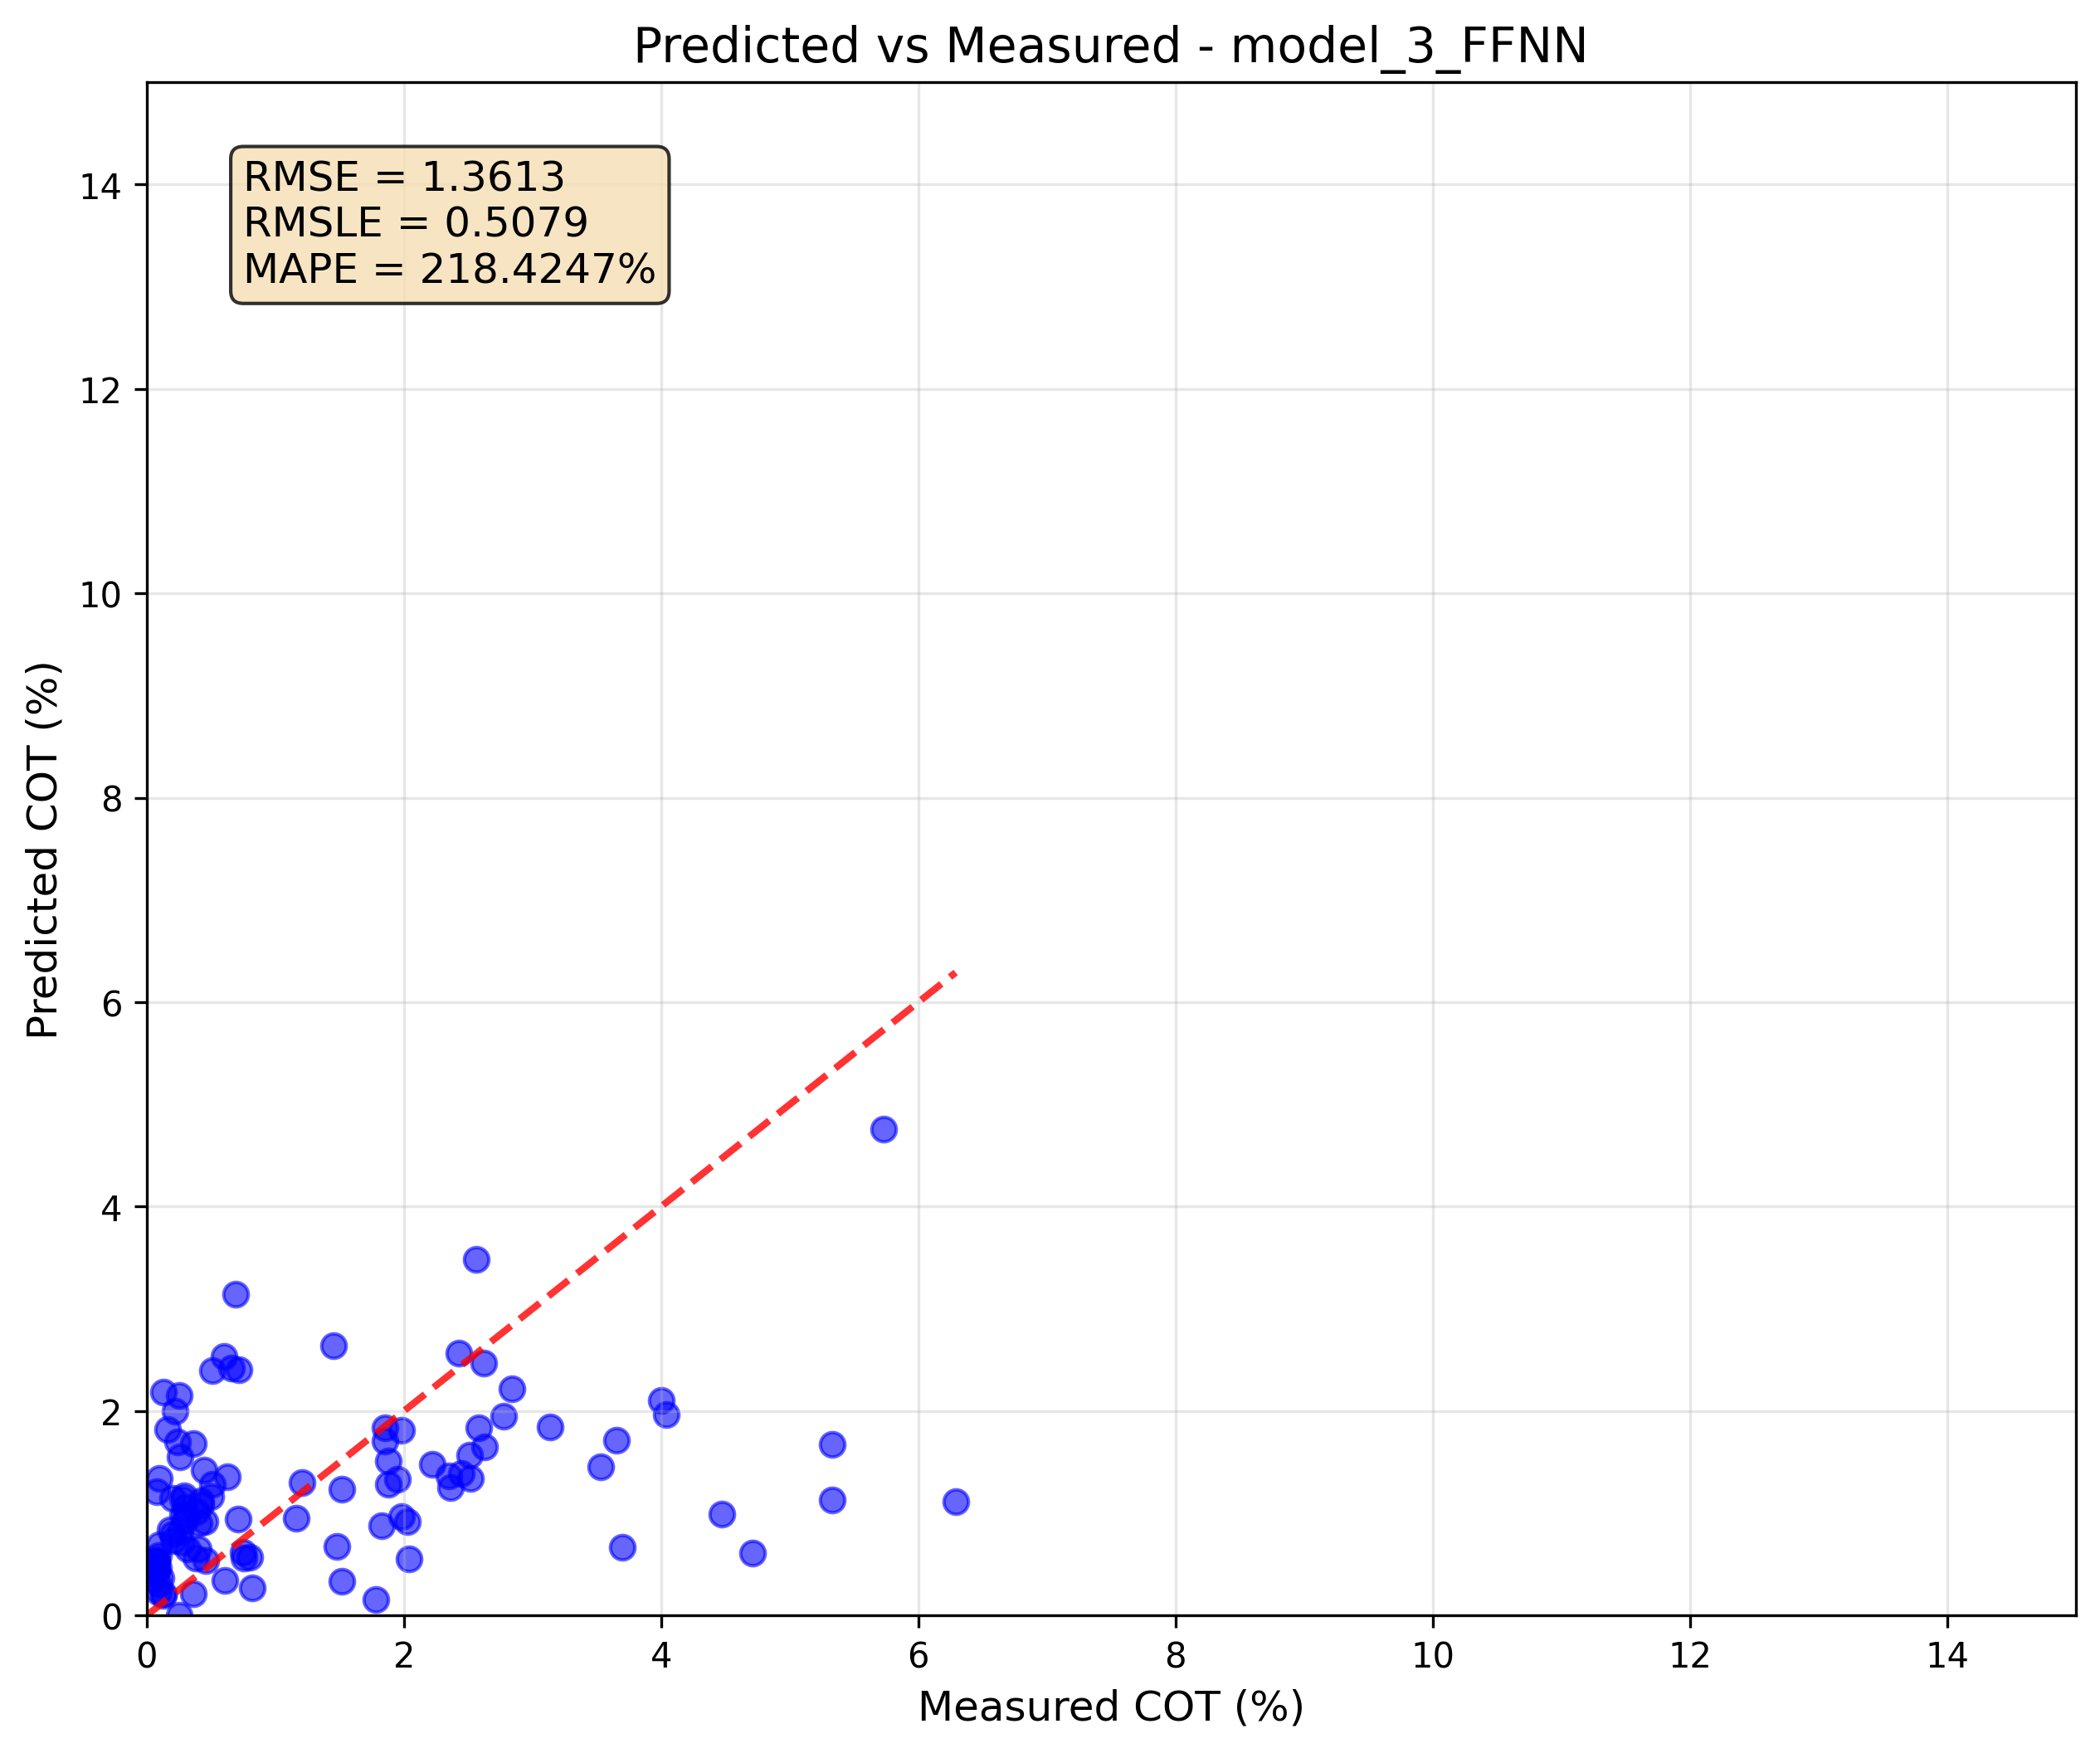 Predicted vs Measured - model_3_FFNN
RMSE = 1.3613
RMSLE = 0.5079
MAPE = 218.4247%
Predicted COT (%)
14
12
10
8
6
4
2
0
0 2 4 6 8 10 12 14
Measured COT (%)